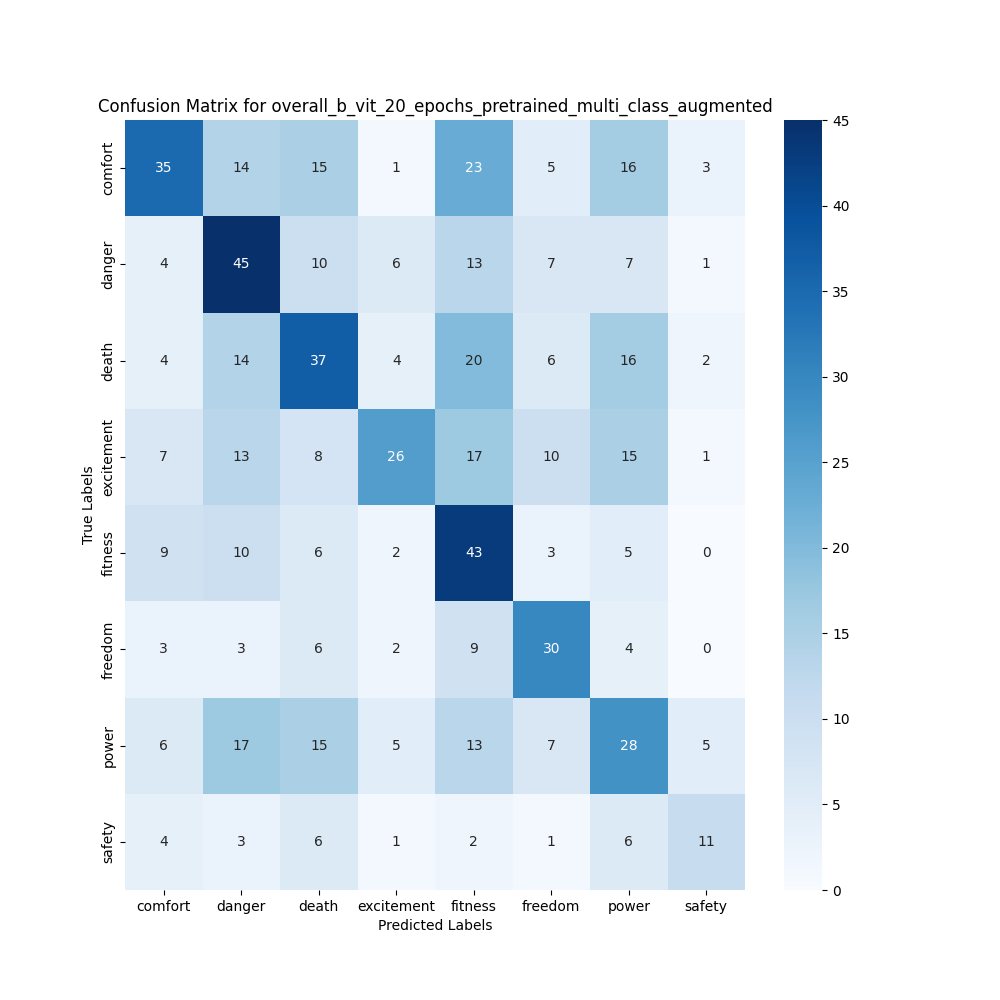 Confusion Matrix for overall_b_vit_20_epochs_pretrained_multi_class_augmented
True Labels
comfort 35 14 15 1 23 5 16 3
danger 4 45 10 6 13 7 7 1
death 4 14 37 4 20 6 16 2
excitement 7 13 8 26 17 10 15 1
fitness 9 10 6 2 43 3 5 0
freedom 3 3 6 2 9 30 4 0
power 6 17 15 5 13 7 28 5
safety 4 3 6 1 2 1 6 11
comfort danger death excitement fitness freedom power safety
Predicted Labels
45
40
35
30
25
20
15
10
5
0